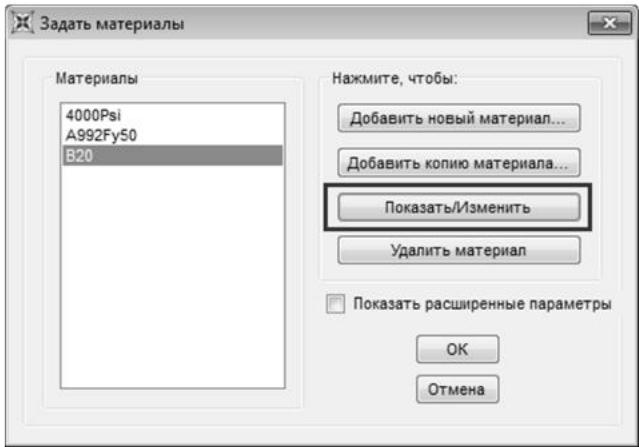 Задать материалы
Материалы
4000Psi
A992Fy50
B20
Нажмите, чтобы:
Добавить новый материал...
Добавить копию материала...
Показать/Изменить
Удалить материал
Показать расширенные параметры
OK
Отмена